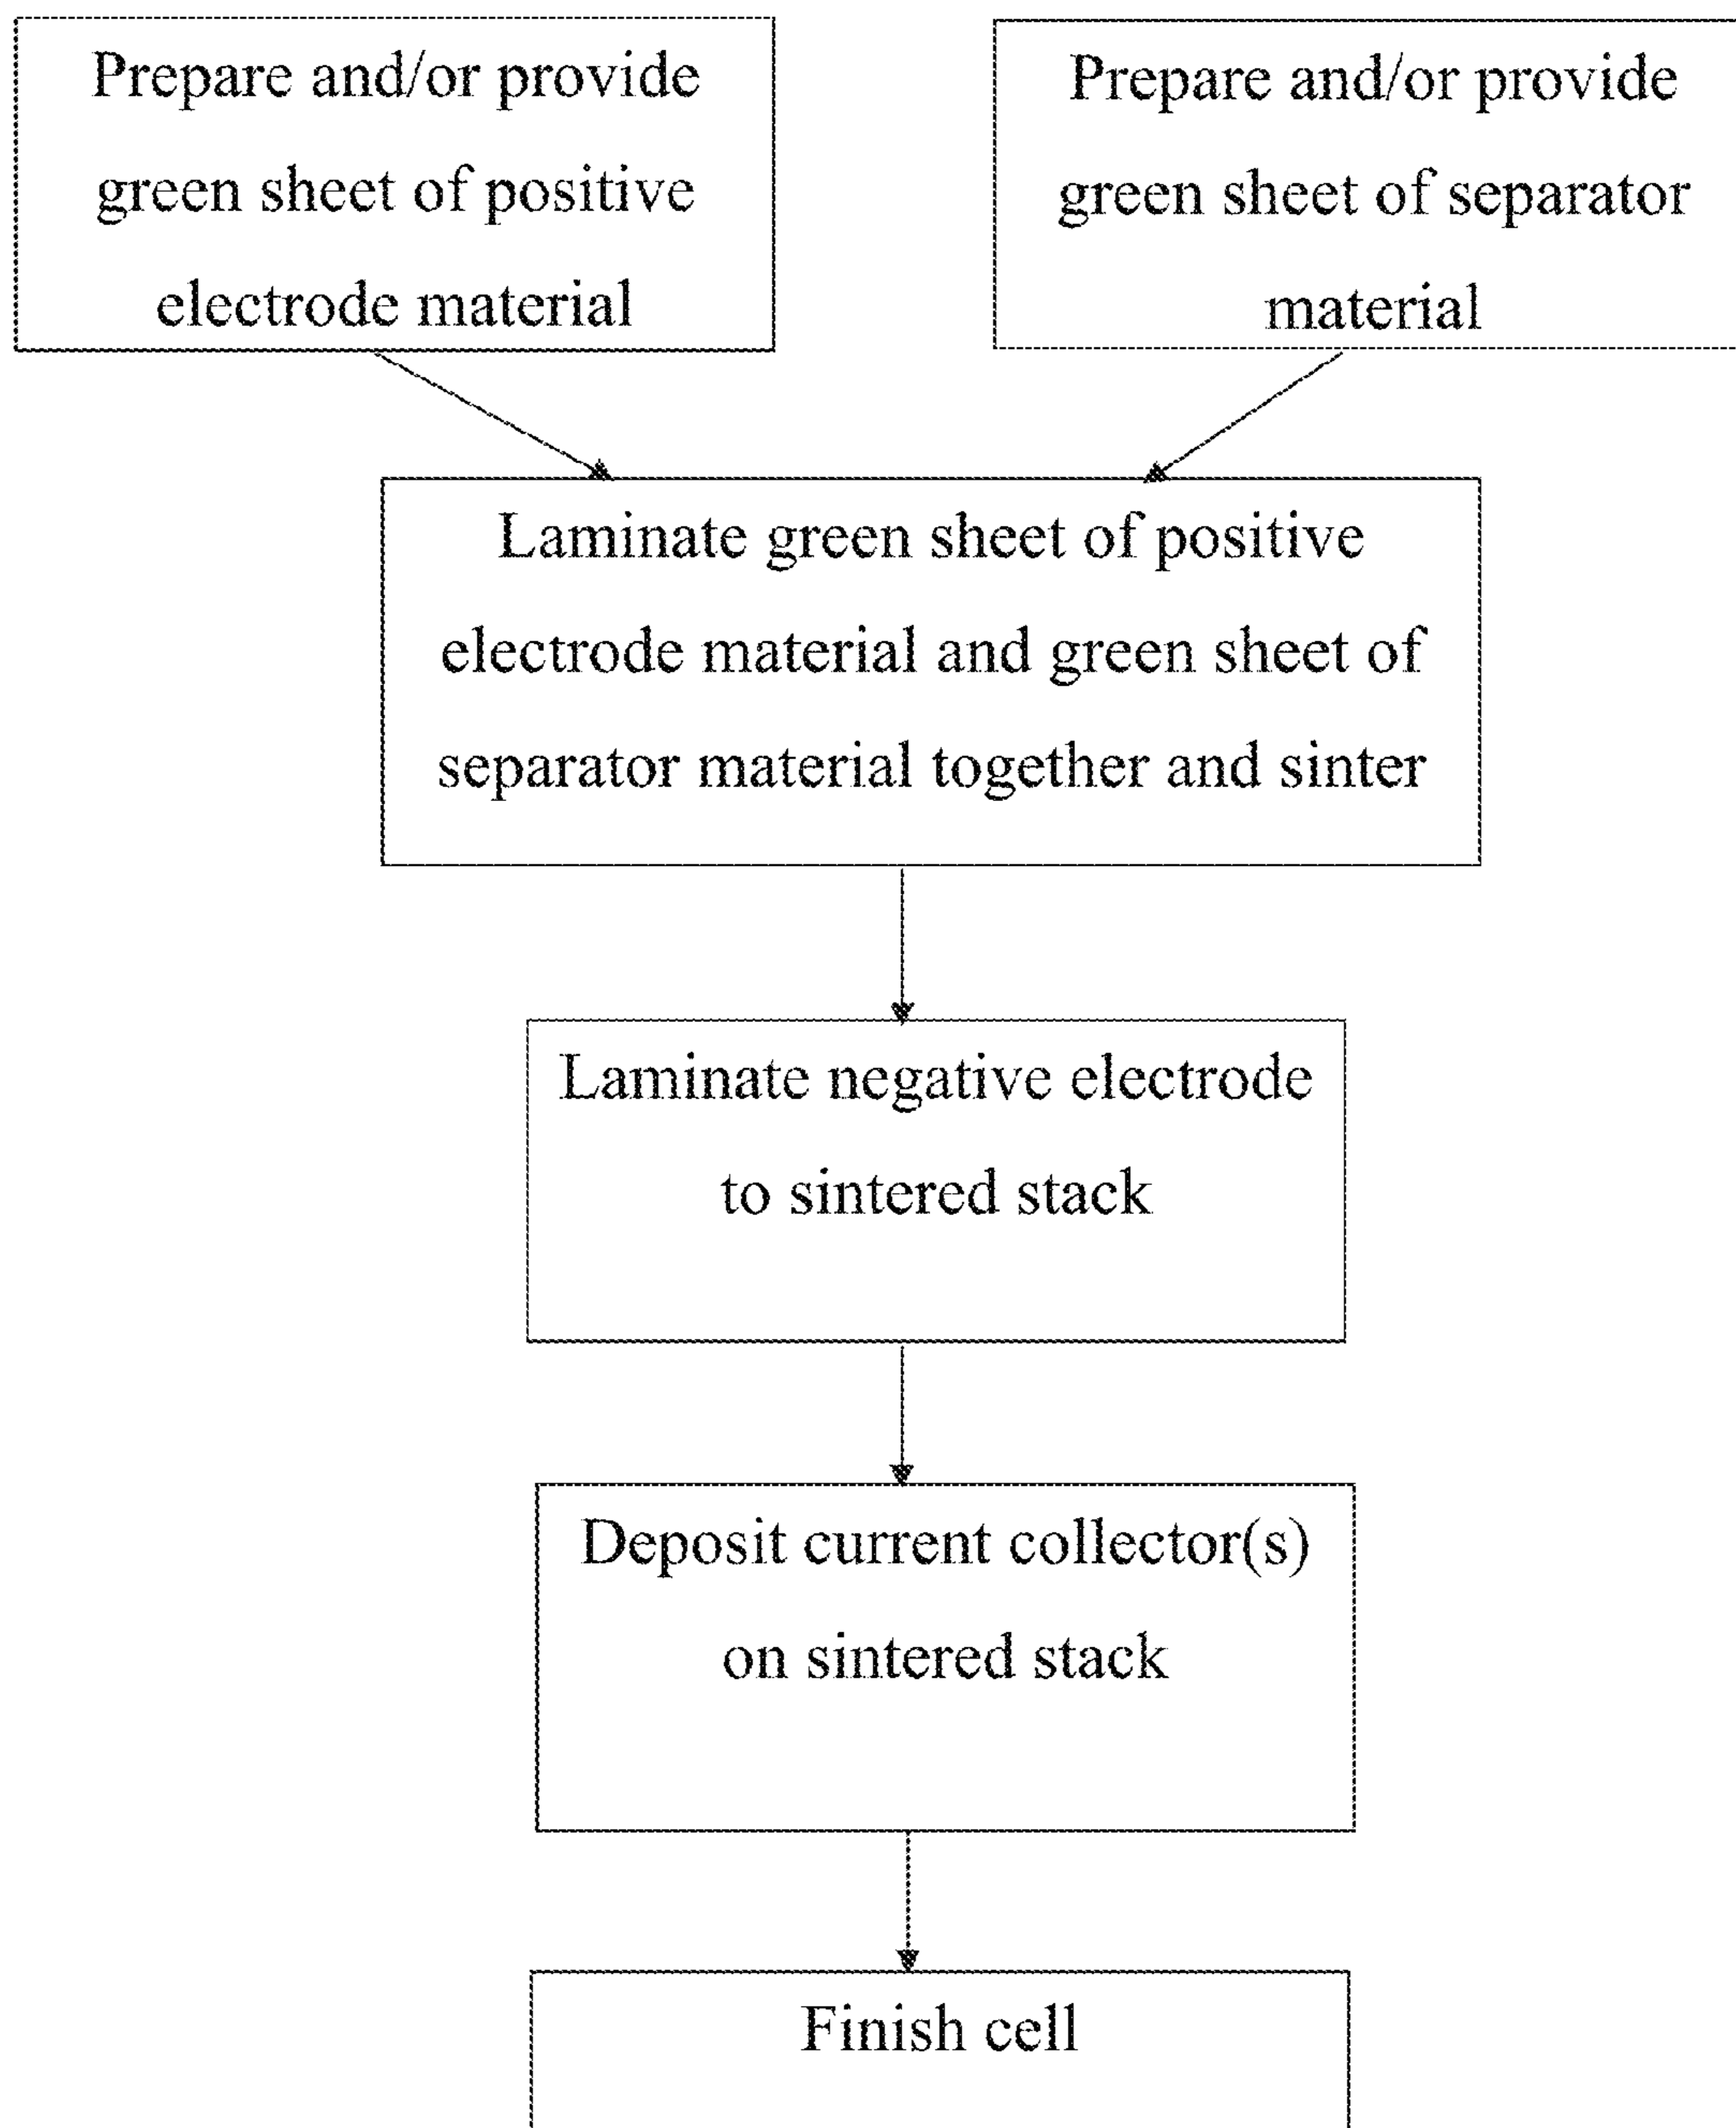 Prepare and/or provide
green sheet of positive
electrode material
Prepare and/or provide
green sheet of separator
material
Laminate green sheet of positive
electrode material and green sheet of
separator material together and sinter
Laminate negative electrode
to sintered stack
Deposit current collector(s)
on sintered stack
Finish cell